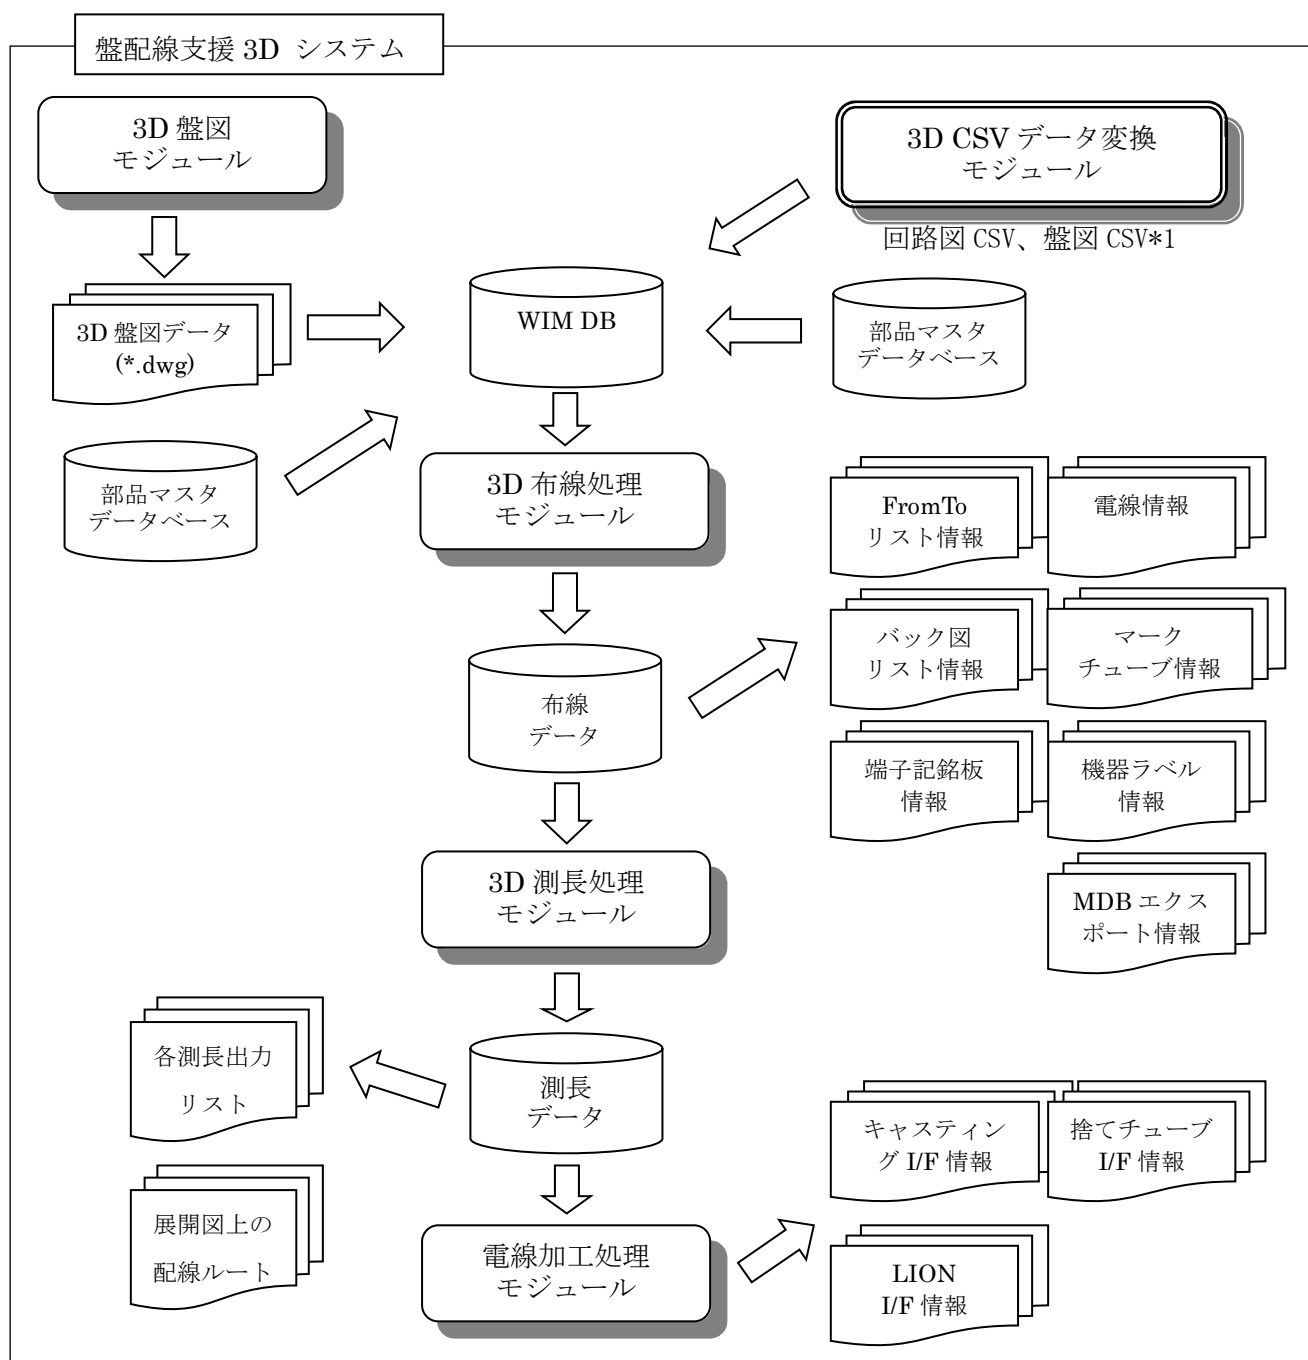 盤配線支援 3D システム
3D 盤図
モジュール
3D CSV データ変換
モジュール
回路図 CSV、盤図 CSV*1
3D 盤図データ
(*.dwg)
WIM DB
部品マスタ
データベース
部品マスタ
データベース
3D 布線処理
モジュール
FromTo
リスト情報
電線情報
バック図
リスト情報
マーク
チューブ情報
布線
データ
端子記銘板
情報
機器ラベル
情報
3D 測長処理
モジュール
MDB エクス
ポート情報
各測長出力
リスト
測長
データ
キャスティン
グ I/F 情報
捨てチューブ
I/F 情報
展開図上の
配線ルート
電線加工処理
モジュール
LION
I/F 情報